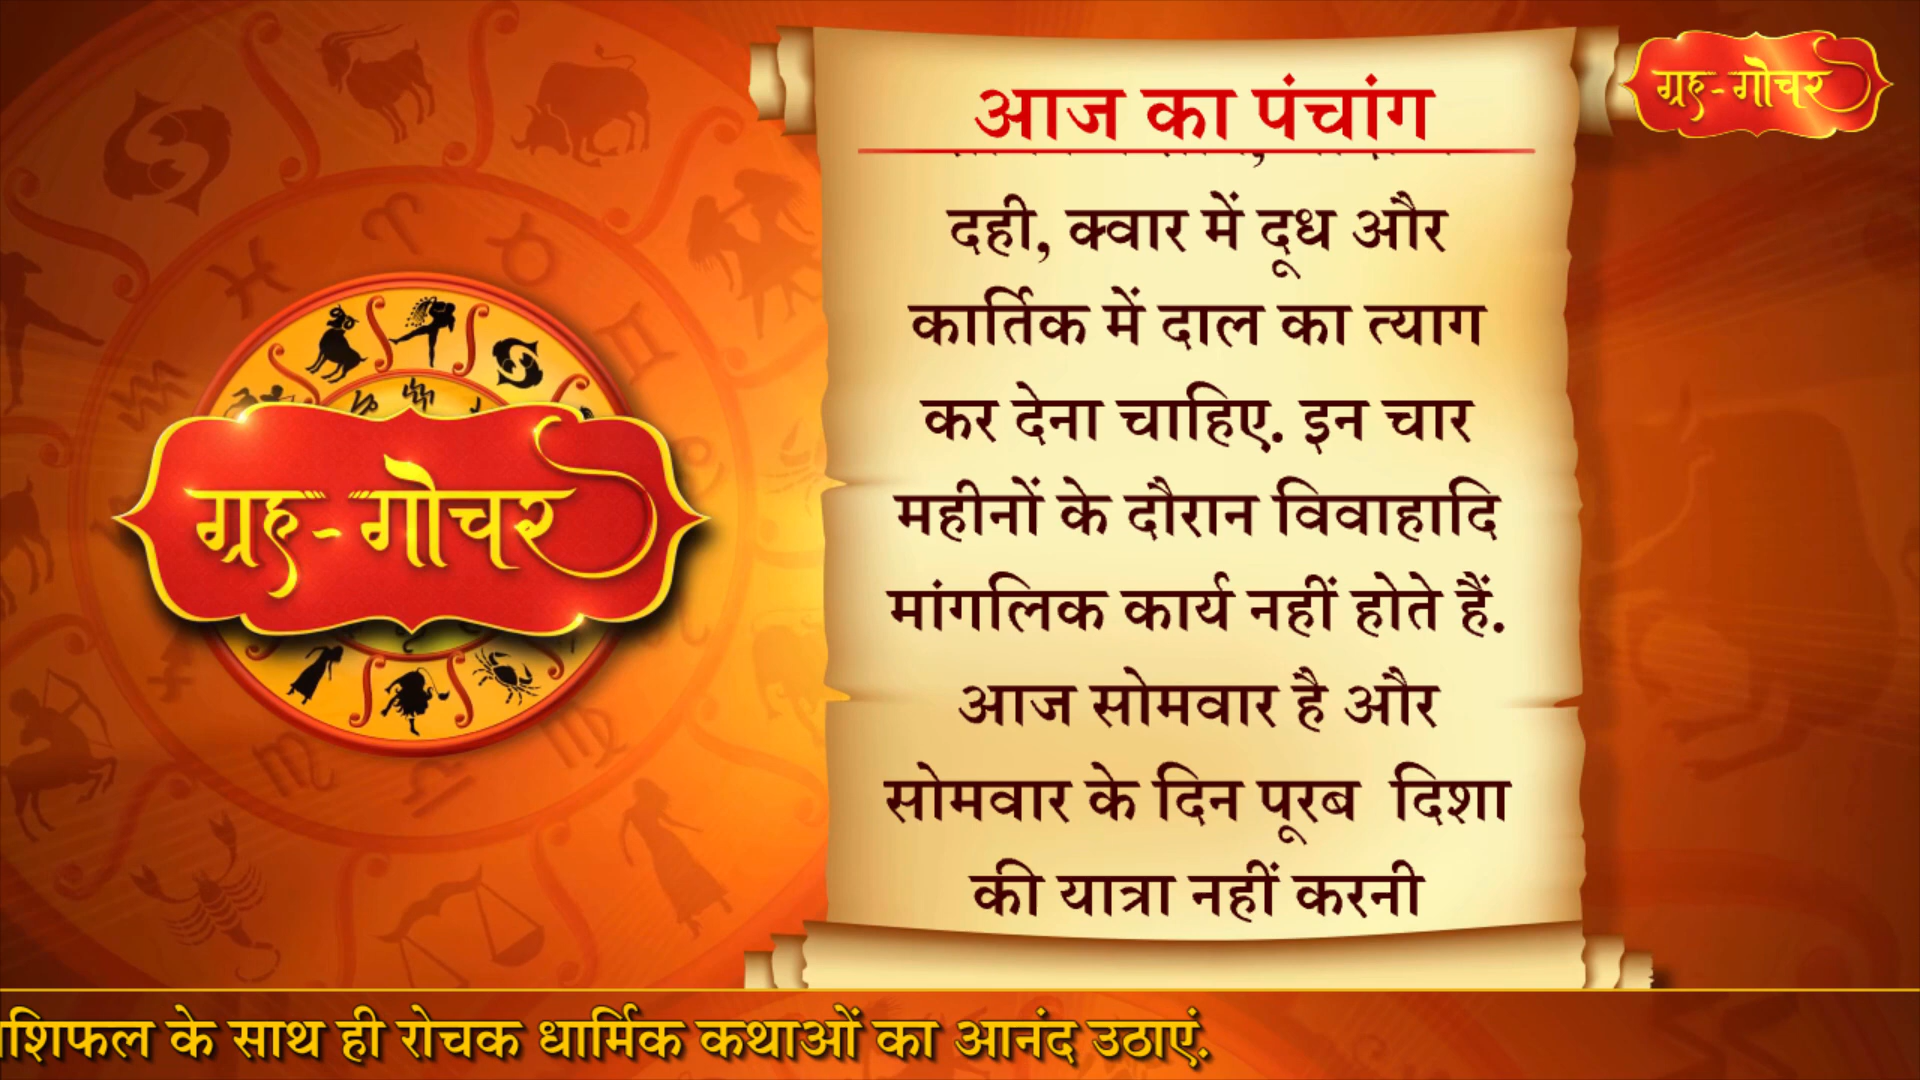 आज का पंचांग
ग्रह-गोचर
दही, क्वार में दूध और
कार्तिक में दाल का त्याग
कर देना चाहिए. इन चार
महीनों के दौरान विवाहादि
मांगलिक कार्य नहीं होते हैं.
आज सोमवार है और
सोमवार के दिन पूरब दिशा
की यात्रा नहीं करनी
ग्रह-गोचर
के साथ ही रोचक धार्मिक कथाओं का आनंद उठाएं.